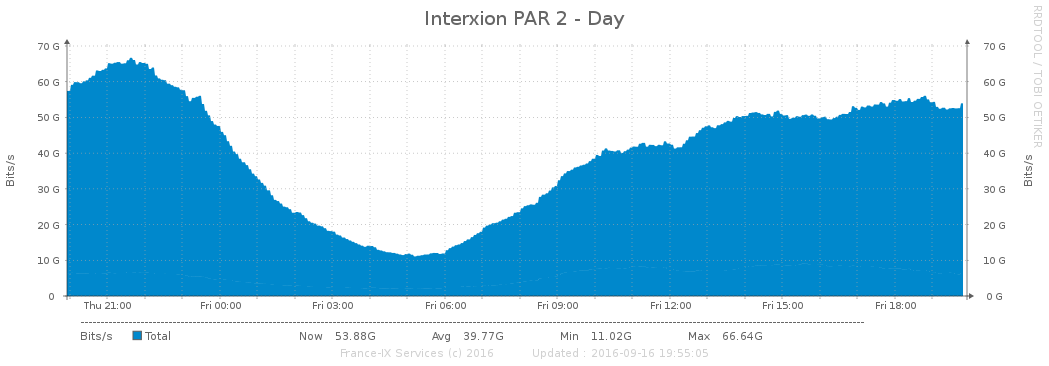 Interxion PAR 2 - Day
RRDTOOL / TOBI OETIKER
Bits/s
70 G
60 G
50 G
40 G
30 G
20 G
10 G
0
70 G
60 G
50 G
40 G
30 G
20 G
10 G
0 G
Bits/s
Thu 21:00 Fri 00:00 Fri 03:00 Fri 06:00 Fri 09:00 Fri 12:00 Fri 15:00 Fri 18:00
Bits/s Total Now 53.88G Avg 39.77G Min 11.02G Max 66.64G
France-IX Services (c) 2016 Updated : 2016-09-16 19:55:05